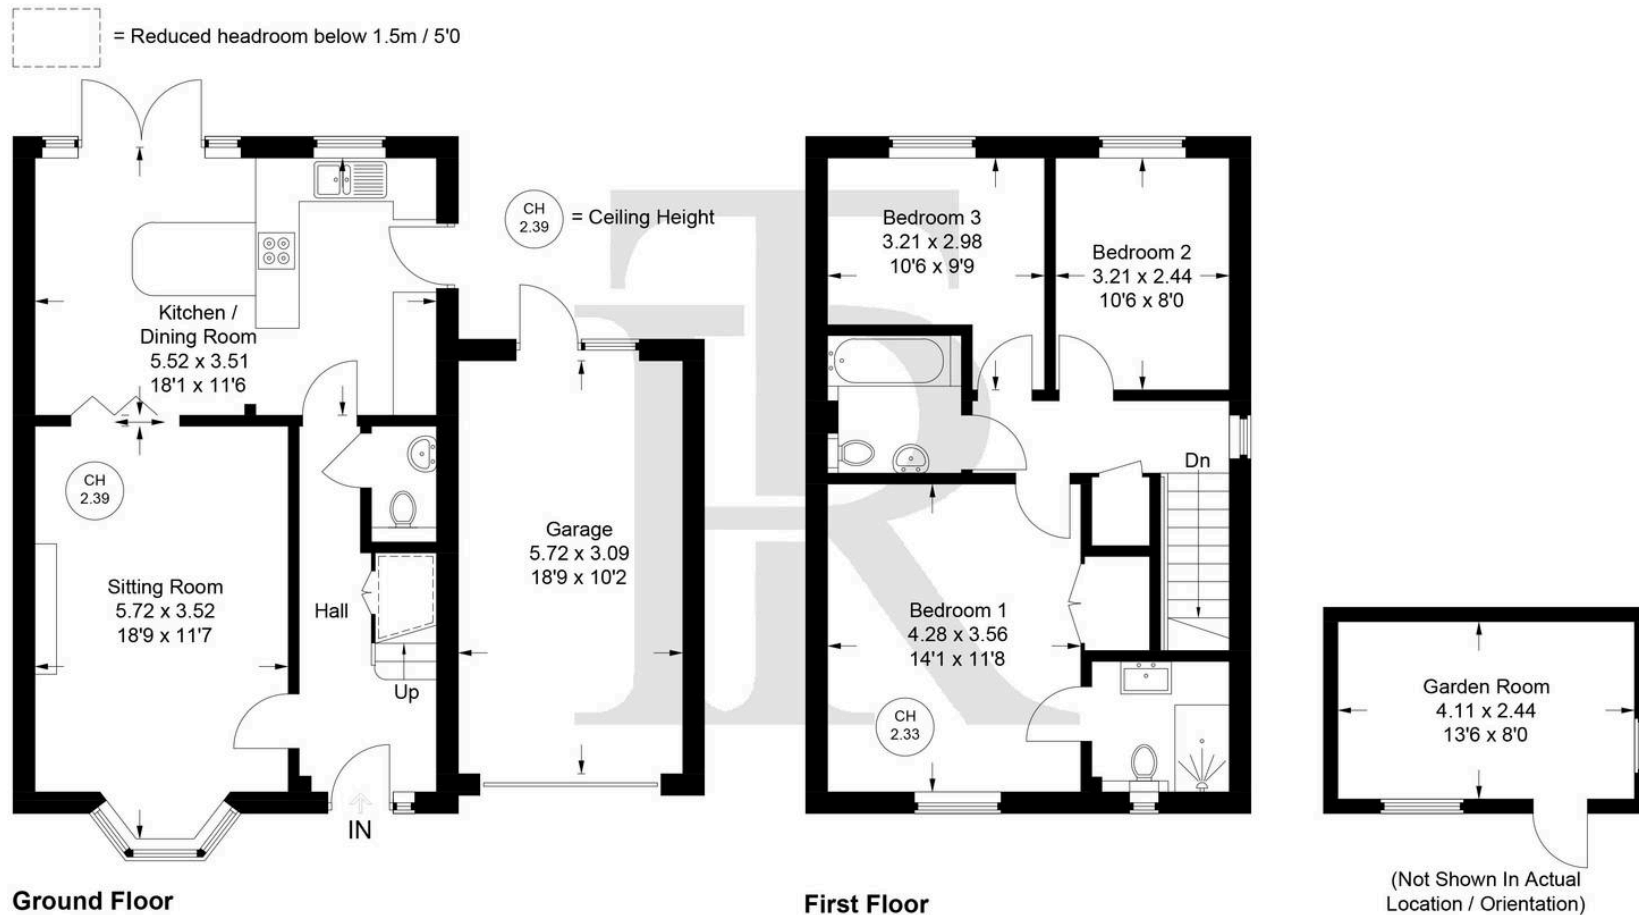 = Reduced headroom below 1.5m / 5'0
CH
2.39
= Ceiling Height
Kitchen /
Dining Room
5.52 x 3.51
18'1 x 11'6
CH
2.39
Sitting Room
5.72 x 3.52
18'9 x 11'7
Hall
Up
IN
Garage
5.72 x 3.09
18'9 x 10'2
Ground Floor
Bedroom 3
3.21 x 2.98
10'6 x 9'9
Bedroom 2
3.21 x 2.44
10'6 x 8'0
Dn
Bedroom 1
4.28 x 3.56
14'1 x 11'8
CH
2.33
First Floor
Garden Room
4.11 x 2.44
13'6 x 8'0
(Not Shown In Actual
Location / Orientation)
TR